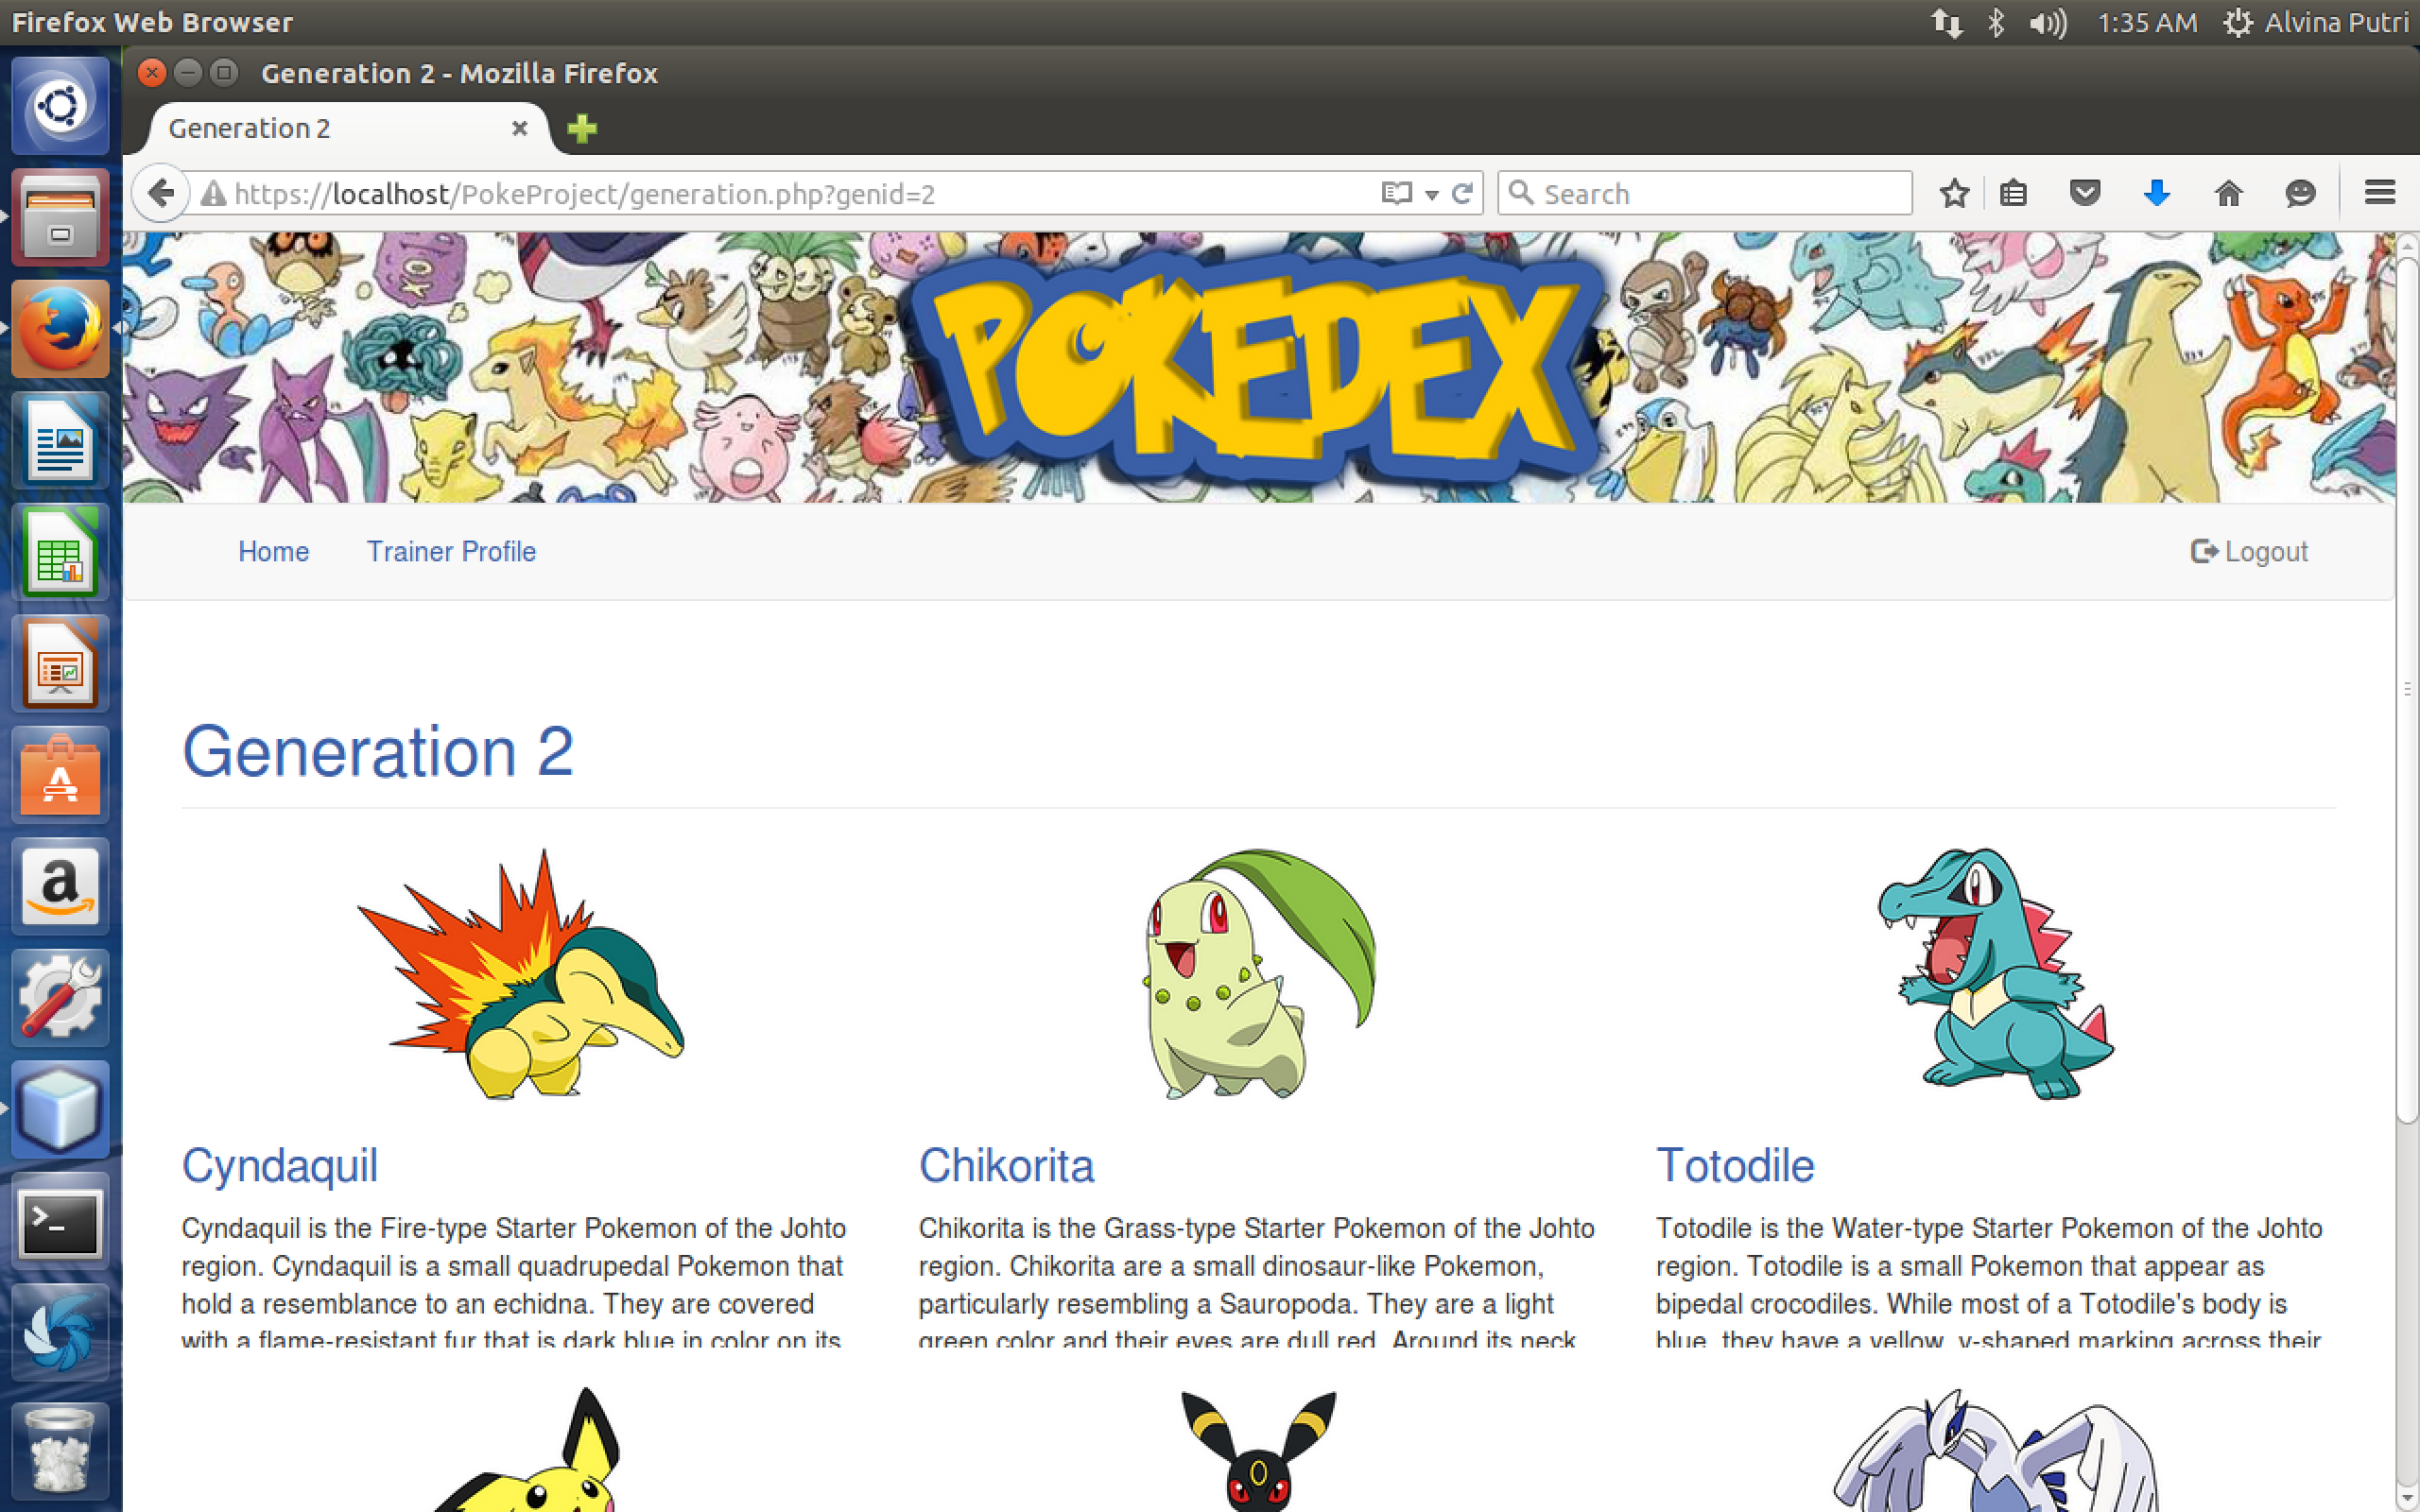 Firefox Web Browser
1:35 AM Alvina Putri
Generation 2 - Mozilla Firefox
Generation 2
https://localhost/PokeProject/generation.php?genid=2
Search
POKEDEX
Home Trainer Profile
Logout
Generation 2
Cyndaquil
Cyndaquil is the Fire-type Starter Pokemon of the Johto
region. Cyndaquil is a small quadrupedal Pokemon that
hold a resemblance to an echidna. They are covered
with a flame-resistant fur that is dark blue in color on its
Chikorita
Chikorita is the Grass-type Starter Pokemon of the Johto
region. Chikorita are a small dinosaur-like Pokemon,
particularly resembling a Sauropoda. They are a light
green color and their eyes are dull red. Around its neck
Totodile
Totodile is the Water-type Starter Pokemon of the Johto
region. Totodile is a small Pokemon that appear as
bipedal crocodiles. While most of a Totodile's body is
blue, they have a yellow, v-shaped marking across their